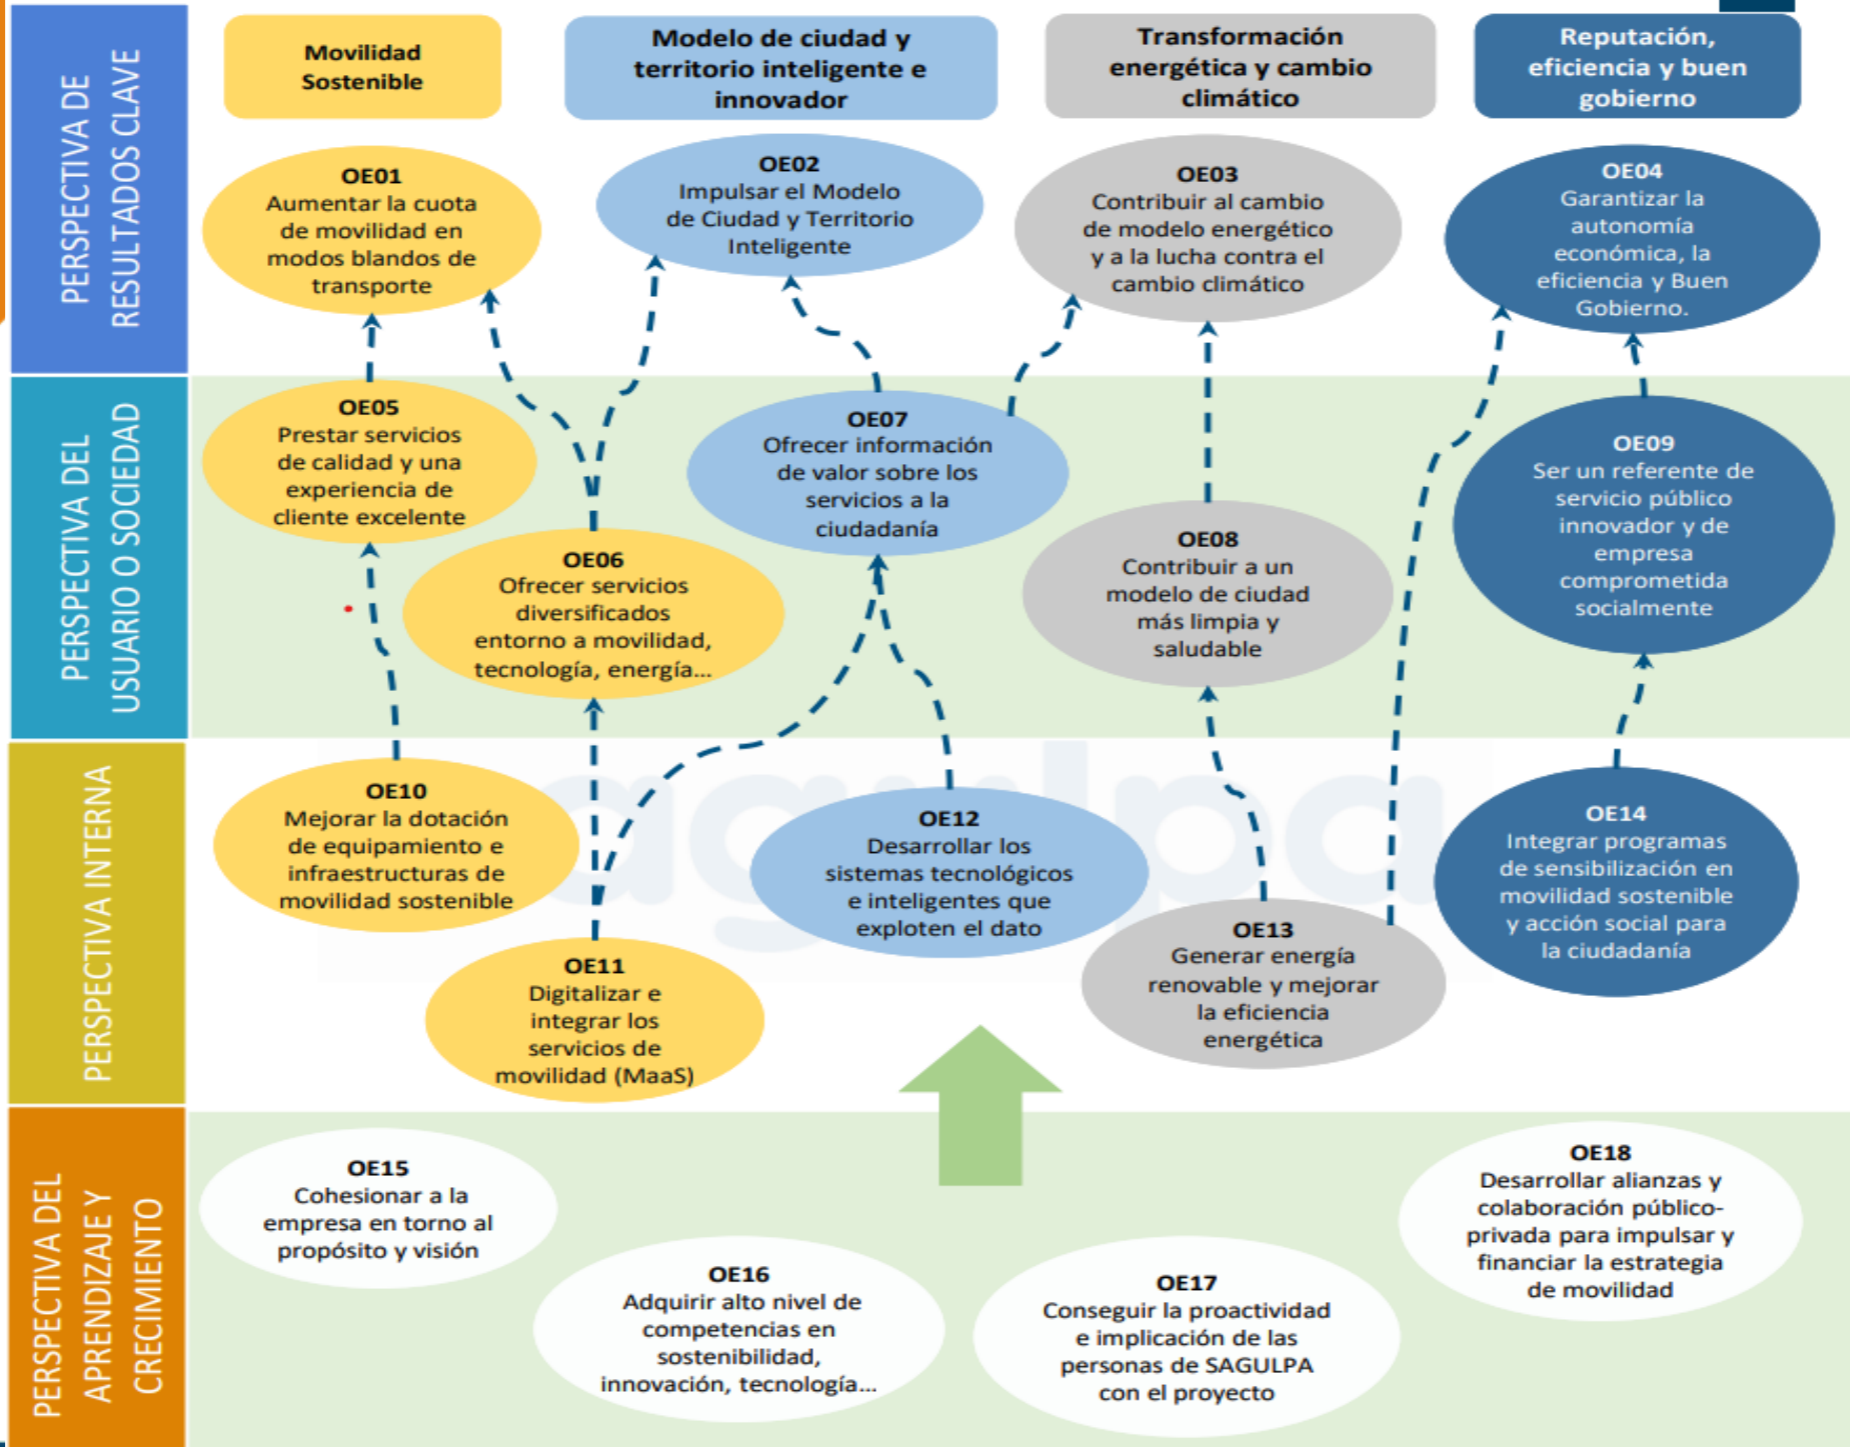 PERSPECTIVA DE
RESULTADOS CLAVE
Movilidad
Sostenible
Modelo de ciudad y
territorio inteligente e
innovador
Transformación
energética y cambio
climático
Reputación,
eficiencia y buen
gobierno
OE01
Aumentar la cuota
de movilidad en
modos blandos de
transporte
OE02
Impulsar el Modelo
de Ciudad y Territorio
Inteligente
OE03
Contribuir al cambio
de modelo energético
y a la lucha contra el
cambio climático
OE04
Garantizar la
autonomía
económica, la
eficiencia y Buen
Gobierno.
PERSPECTIVA DEL
USUARIO O SOCIEDAD
OE05
Prestar servicios
de calidad y una
experiencia de
cliente excelente
OE06
Ofrecer servicios
diversificados
entorno a movilidad,
tecnología, energía...
OE07
Ofrecer información
de valor sobre los
servicios a la
ciudadanía
OE08
Contribuir a un
modelo de ciudad
más limpia y
saludable
OE09
Ser un referente de
servicio público
innovador y de
empresa
comprometida
socialmente
PERSPECTIVA INTERNA
agulpa
OE10
Mejorar la dotación
de equipamiento e
infraestructuras de
movilidad sostenible
OE11
Digitalizar e
integrar los
servicios de
movilidad (MaaS)
OE12
Desarrollar los
sistemas tecnológicos
e inteligentes que
exploten el dato
OE13
Generar energía
renovable y mejorar
la eficiencia
energética
OE14
Integrar programas
de sensibilización en
movilidad sostenible
y acción social para
la ciudadanía
PERSPECTIVA DEL
APRENDIZAJE Y
CRECIMIENTO
OE15
Cohesionar a la
empresa en torno al
propósito y visión
OE16
Adquirir alto nivel de
competencias en
sostenibilidad,
innovación, tecnología...
OE17
Conseguir la proactividad
e implicación de las
personas de SAGULPA
con el proyecto
OE18
Desarrollar alianzas y
colaboración público-
privada para impulsar y
financiar la estrategia
de movilidad